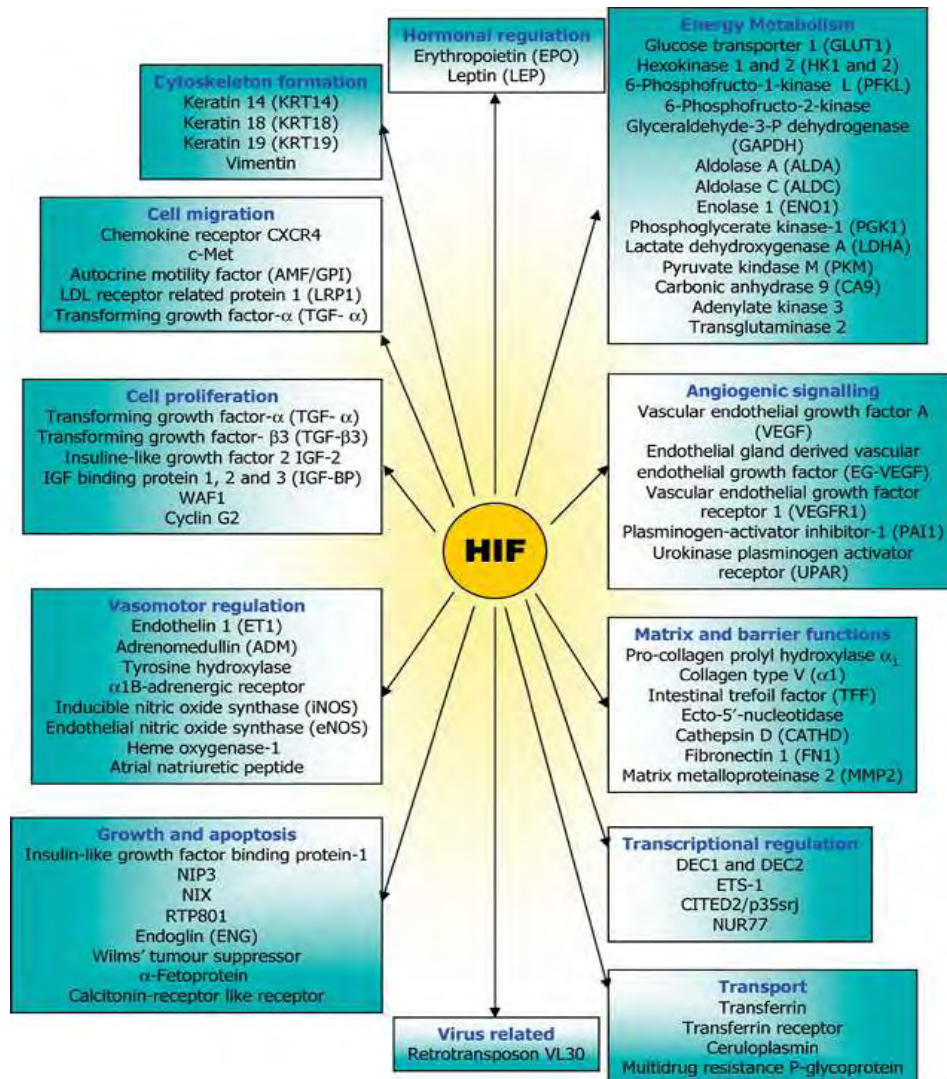 Hormonal regulation
Erythropoietin (EPO)
Leptin (LEP)
Energy Metabolism
Glucose transporter 1 (GLUT1)
Hexokinase 1 and 2 (HK1 and 2)
6-Phosphofructo-1-kinase L (PFKL)
6-Phosphofructo-2-kinase
Glyceraldehyde-3-P dehydrogenase
(GAPDH)
Aldolase A (ALDA)
Aldolase C (ALDC)
Enolase 1 (ENO1)
Phosphoglycerate kinase-1 (PGK1)
Lactate dehydroxygenase A (LDHA)
Pyruvate kindase M (PKM)
Carbonic anhydrase 9 (CA9)
Adenylate kinase 3
Transglutaminase 2
Cytoskeleton formation
Keratin 14 (KRT14)
Keratin 18 (KRT18)
Keratin 19 (KRT19)
Vimentin
Cell migration
Chemokine receptor CXCR4
c-Met
Autocrine motility factor (AMF/GPI)
LDL receptor related protein 1 (LRP1)
Transforming growth factor-α (TGF- α)
Cell proliferation
Transforming growth factor-α (TGF- α)
Transforming growth factor- β3 (TGF-β3)
Insuline-like growth factor 2 IGF-2
IGF binding protein 1, 2 and 3 (IGF-BP)
WAF1
Cyclin G2
Angiogenic signalling
Vascular endothelial growth factor A
(VEGF)
Endothelial gland derived vascular
endothelial growth factor (EG-VEGF)
Vascular endothelial growth factor
receptor 1 (VEGFR1)
Plasminogen-activator inhibitor-1 (PAI1)
Urokinase plasminogen activator
receptor (UPAR)
HIF
Vasomotor regulation
Endothelin 1 (ET1)
Adrenomedullin (ADM)
Tyrosine hydroxylase
α1B-adrenergic receptor
Inducible nitric oxide synthase (iNOS)
Endothelial nitric oxide synthase (eNOS)
Heme oxygenase-1
Atrial natriuretic peptide
Matrix and barrier functions
Pro-collagen prolyl hydroxylase α₁
Collagen type V (α1)
Intestinal trefoil factor (TFF)
Ecto-5′-nucleotidase
Cathepsin D (CATHD)
Fibronectin 1 (FN1)
Matrix metalloproteinase 2 (MMP2)
Growth and apoptosis
Insulin-like growth factor binding protein-1
NIP3
NIX
RTP801
Endoglin (ENG)
Wilms’ tumour suppressor
α-Fetoprotein
Calcitonin-receptor like receptor
Transcriptional regulation
DEC1 and DEC2
ETS-1
CITED2/p35srj
NUR77
Virus related
Retrotransposon VL30
Transport
Transferrin
Transferrin receptor
Ceruloplasmin
Multidrug resistance P-glycoprotein